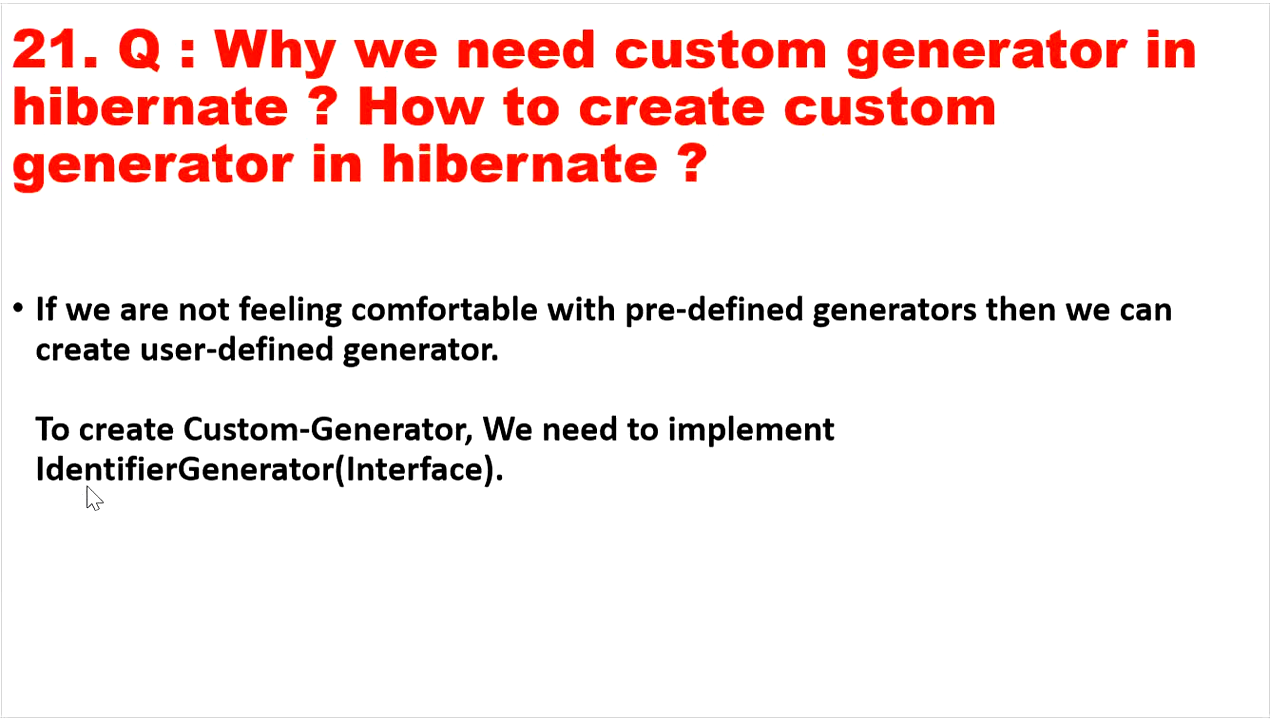 21. Q : Why we need custom generator in
hibernate ? How to create custom
generator in hibernate ?
• If we are not feeling comfortable with pre-defined generators then we can
create user-defined generator.
To create Custom-Generator, We need to implement
IdentifierGenerator(Interface).